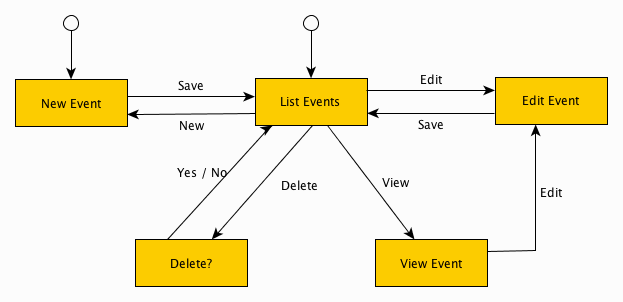 Save
Edit
New Event
List Events
Edit Event
New
Save
Yes / No
Delete
View
Edit
Delete?
View Event